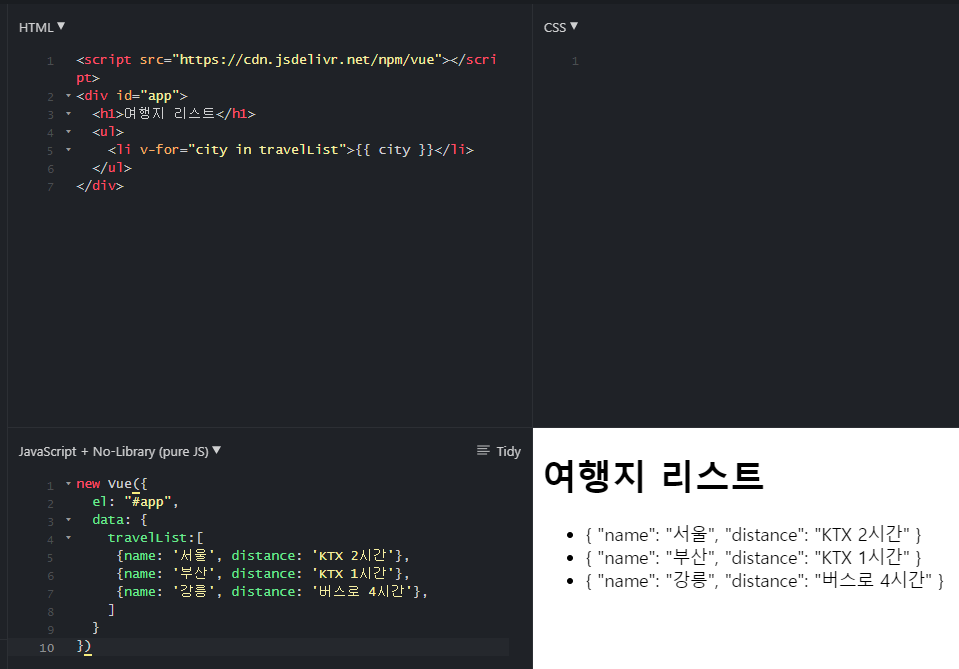 HTML▼
1 <script src="https://cdn.jsdelivr.net/npm/vue"></scri
pt>
2 <div id="app">
3 <h1>여행지 리스트</h1>
4 <ul>
5 <li v-for="city in travelList">{{ city }}</li>
6 </ul>
7 </div>
CSS▼
1
JavaScript + No-Library (pure JS)▼ Tidy
1 new Vue({
2 el: "#app",
3 data: {
4 travelList:[
5 {name: '서울', distance: 'KTX 2시간'},
6 {name: '부산', distance: 'KTX 1시간'},
7 {name: '강릉', distance: '버스로 4시간'},
8 ]
9 }
10 })
여행지 리스트
• { "name": "서울", "distance": "KTX 2시간" }
• { "name": "부산", "distance": "KTX 1시간" }
• { "name": "강릉", "distance": "버스로 4시간" }